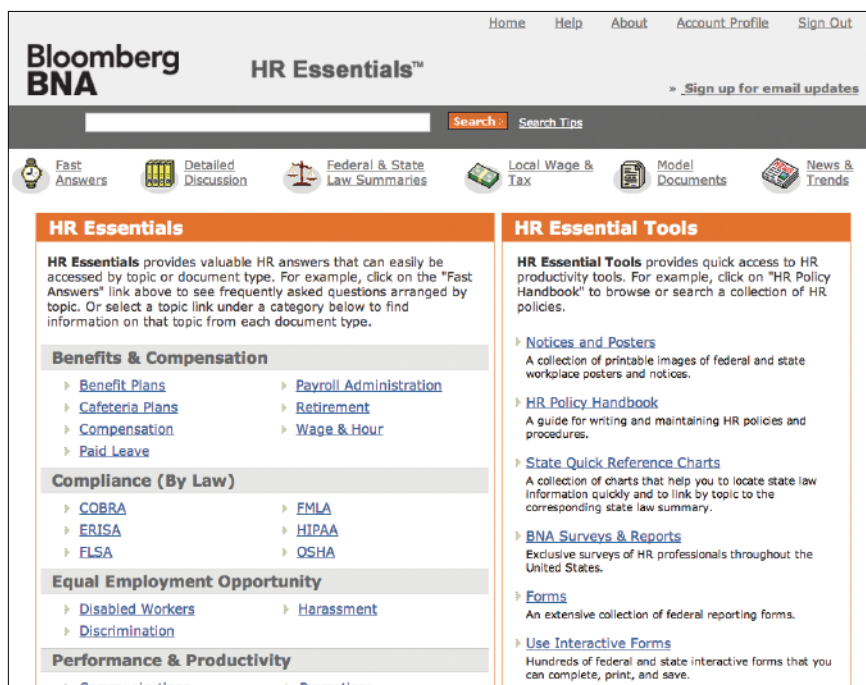 Home Help About Account Profile Sign Out
Bloomberg
BNA
HR Essentials™
» Sign up for email updates
Search Search Tips
Fast
Answers
Detailed
Discussion
Federal & State
Law Summaries
Local Wage &
Tax
Model
Documents
News &
Trends
HR Essentials
HR Essentials provides valuable HR answers that can easily be
accessed by topic or document type. For example, click on the "Fast
Answers" link above to see frequently asked questions arranged by
topic. Or select a topic link under a category below to find
information on that topic from each document type.
Benefits & Compensation
Benefit Plans Payroll Administration
Cafeteria Plans Retirement
Compensation Wage & Hour
Paid Leave
Compliance (By Law)
COBRA FMLA
ERISA HIPAA
FLSA OSHA
Equal Employment Opportunity
Disabled Workers Harassment
Discrimination
Performance & Productivity
HR Essential Tools
HR Essential Tools provides quick access to HR
productivity tools. For example, click on "HR Policy
Handbook" to browse or search a collection of HR
policies.
Notices and Posters
A collection of printable images of federal and state
workplace posters and notices.
HR Policy Handbook
A guide for writing and maintaining HR policies and
procedures.
State Quick Reference Charts
A collection of charts that help you to locate state law
information quickly and to link by topic to the
corresponding state law summary.
BNA Surveys & Reports
Exclusive surveys of HR professionals throughout the
United States.
Forms
An extensive collection of federal reporting forms.
Use Interactive Forms
Hundreds of federal and state interactive forms that you
can complete, print, and save.